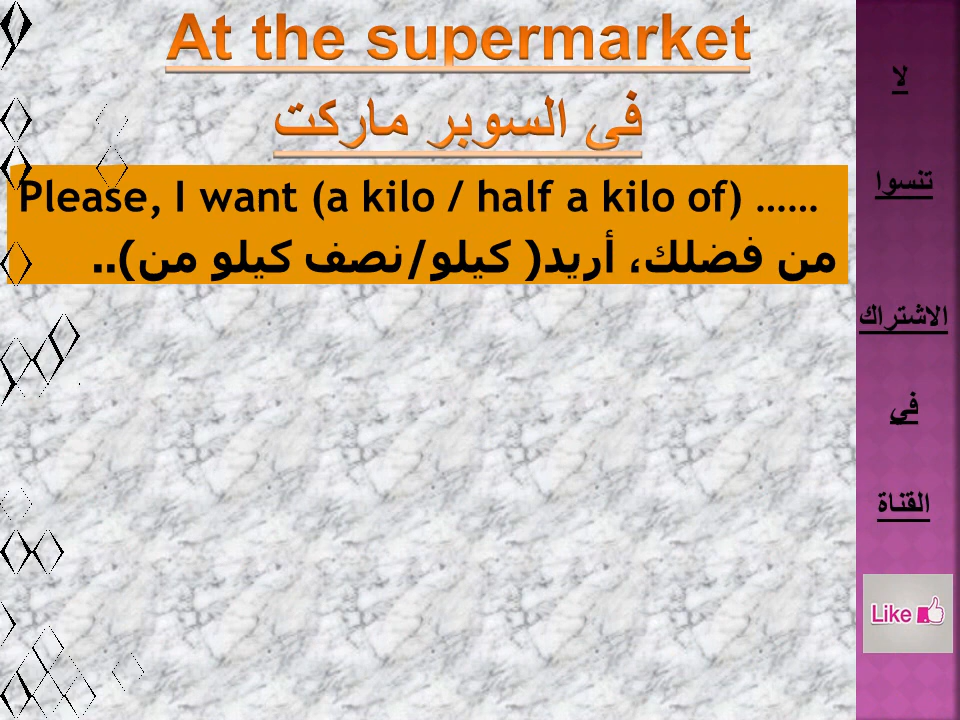 At the supermarket
فى السوبر ماركت
Please, I want (a kilo / half a kilo of) ......
من فضلك، أريد( كيلو/نصف كيلو من)..
لا
تنسوا
الاشتراك
في
القناة
Like